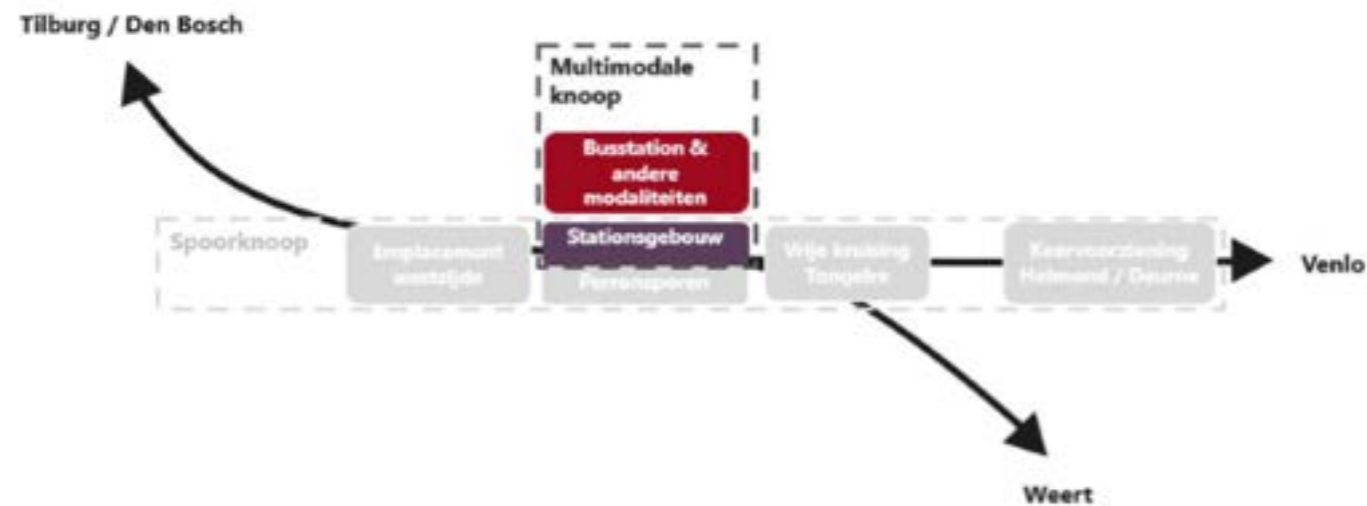 Tilburg / Den Bosch
Multimodale
knoop
Busstation &
andere
modaliteiten
Spoorknoop
Emplacement
westzijde
Stationsgebouw
Perronsporen
Vrije kruising
Tongelre
Keervoorziening
Helmond / Deurne
Venlo
Weert